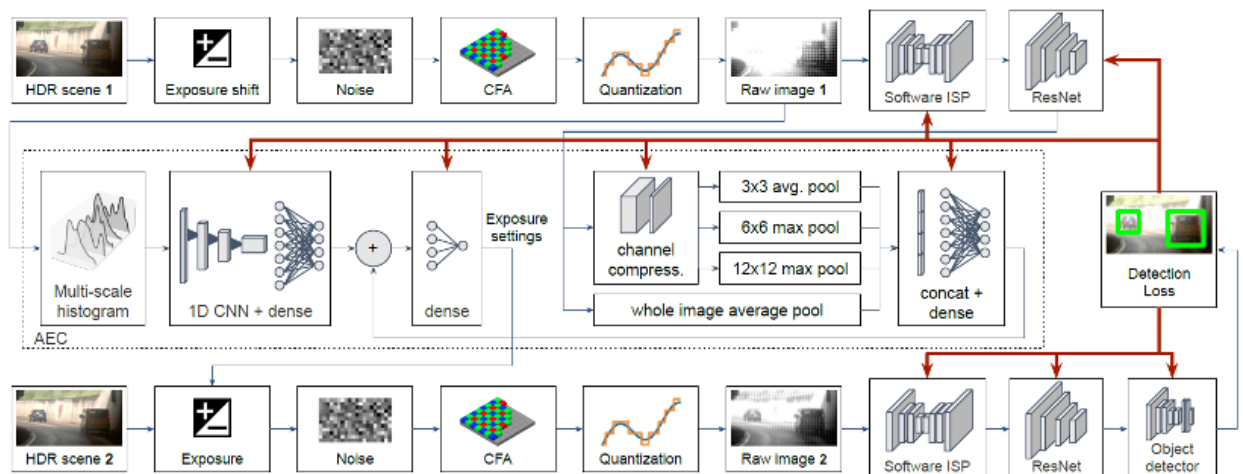 HDR scene 1
Exposure shift
Noise
CFA
Quantization
Raw image 1
Software ISP
ResNet
Multi-scale
histogram
1D CNN + dense
+
dense
Exposure
settings
channel
compress.
3x3 avg. pool
6x6 max pool
12x12 max pool
whole image average pool
concat +
dense
AEC
Detection
Loss
HDR scene 2
Exposure
Noise
CFA
Quantization
Raw image 2
Software ISP
ResNet
Object
detector